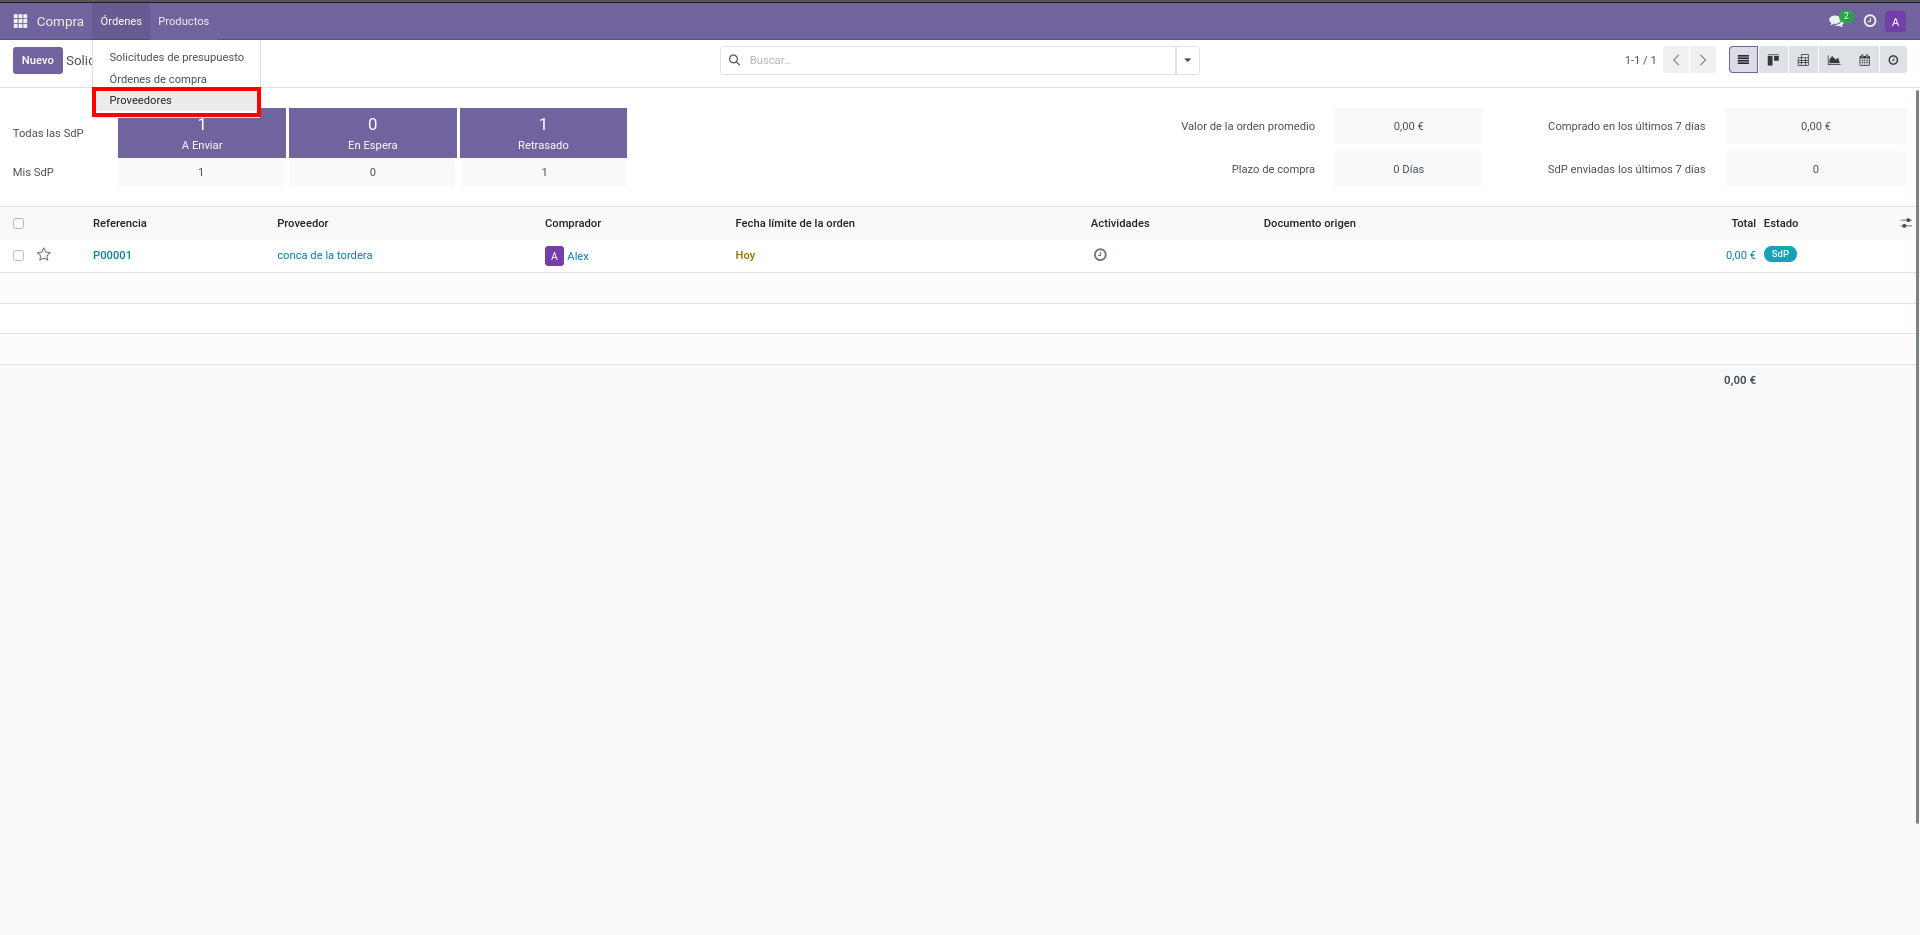 Compra Órdenes Productos 2 A
Nuevo Solic Buscar... 1-1 / 1
Solicitudes de presupuesto
Órdenes de compra
Proveedores
Todas las SdP
1 0 1
A Enviar En Espera Retrasado
Mis SdP 1 0 1
Valor de la orden promedio 0,00 € Comprado en los últimos 7 días 0,00 €
Plazo de compra 0 Días SdP enviadas los últimos 7 días 0
Referencia Proveedor Comprador Fecha límite de la orden Actividades Documento origen Total Estado
P00001 conca de la tordera A Alex Hoy 0,00 € SdP
0,00 €